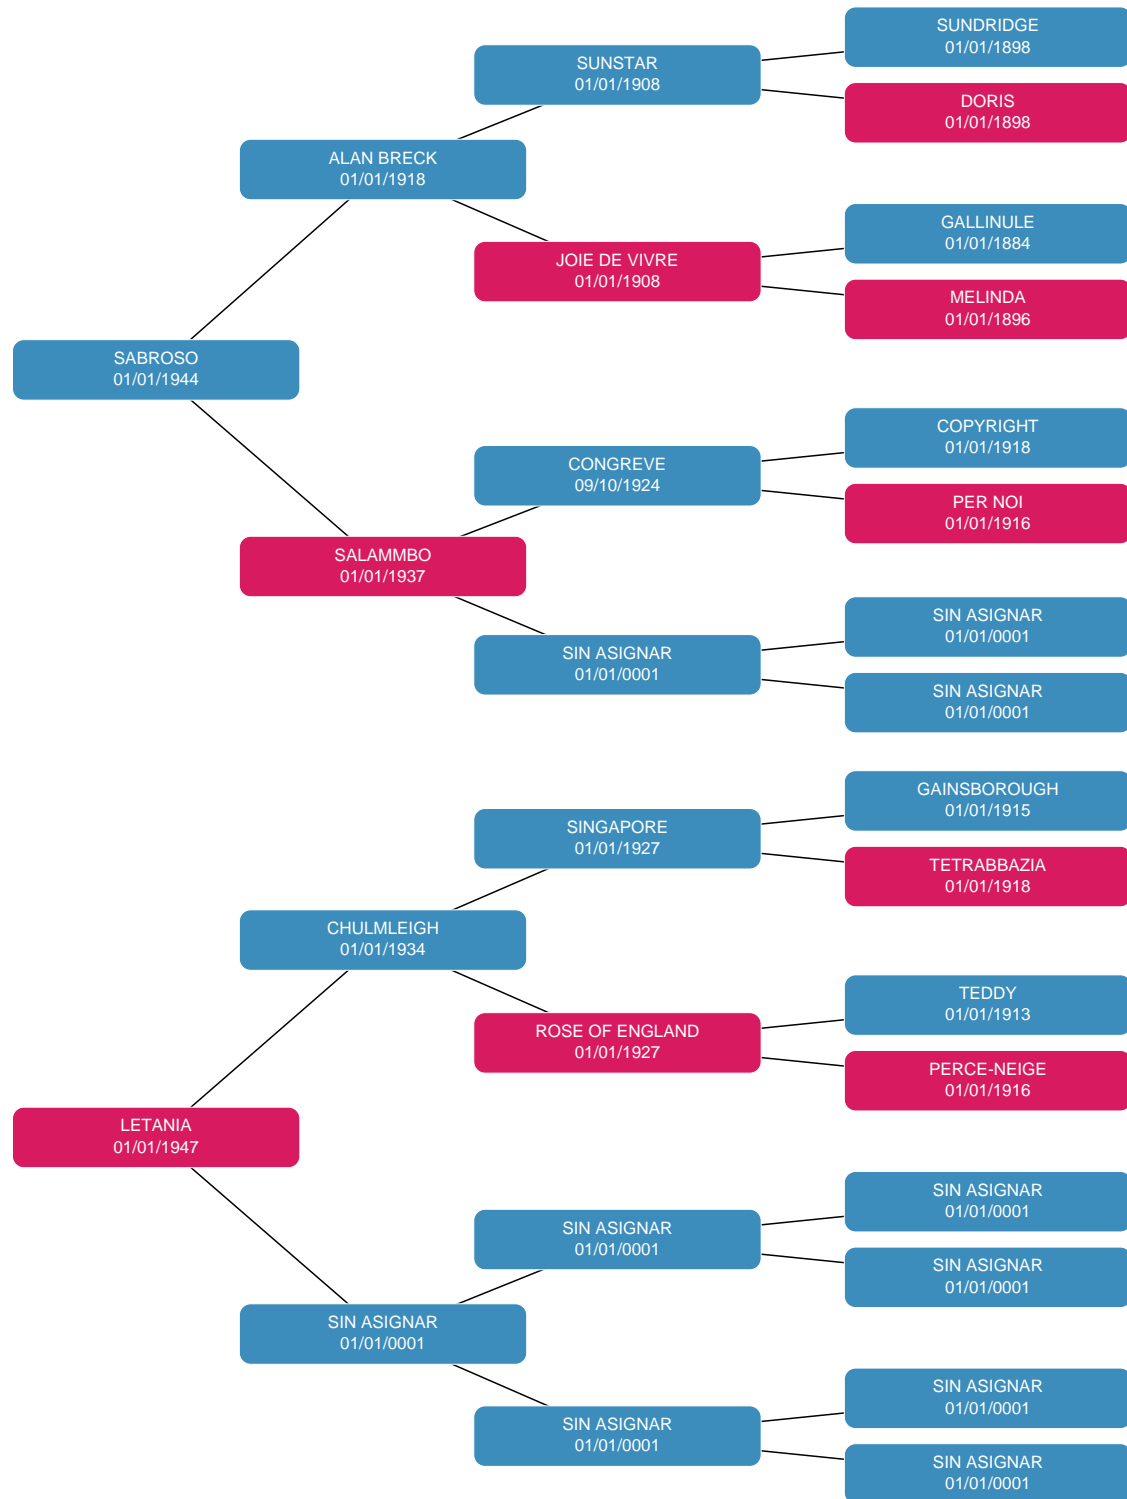 SUNDRIDGE
01/01/1898
SUNSTAR
01/01/1908
DORIS
01/01/1898
ALAN BRECK
01/01/1918
GALLINULE
01/01/1884
JOIE DE VIVRE
01/01/1908
MELINDA
01/01/1896
SABROSO
01/01/1944
COPYRIGHT
01/01/1918
CONGREVE
09/10/1924
PER NOI
01/01/1916
SALAMMBO
01/01/1937
SIN ASIGNAR
01/01/0001
SIN ASIGNAR
01/01/0001
SIN ASIGNAR
01/01/0001
GAINSBOROUGH
01/01/1915
SINGAPORE
01/01/1927
TETRABBAZIA
01/01/1918
CHULMLEIGH
01/01/1934
TEDDY
01/01/1913
ROSE OF ENGLAND
01/01/1927
PERCE-NEIGE
01/01/1916
LETANIA
01/01/1947
SIN ASIGNAR
01/01/0001
SIN ASIGNAR
01/01/0001
SIN ASIGNAR
01/01/0001
SIN ASIGNAR
01/01/0001
SIN ASIGNAR
01/01/0001
SIN ASIGNAR
01/01/0001
SIN ASIGNAR
01/01/0001